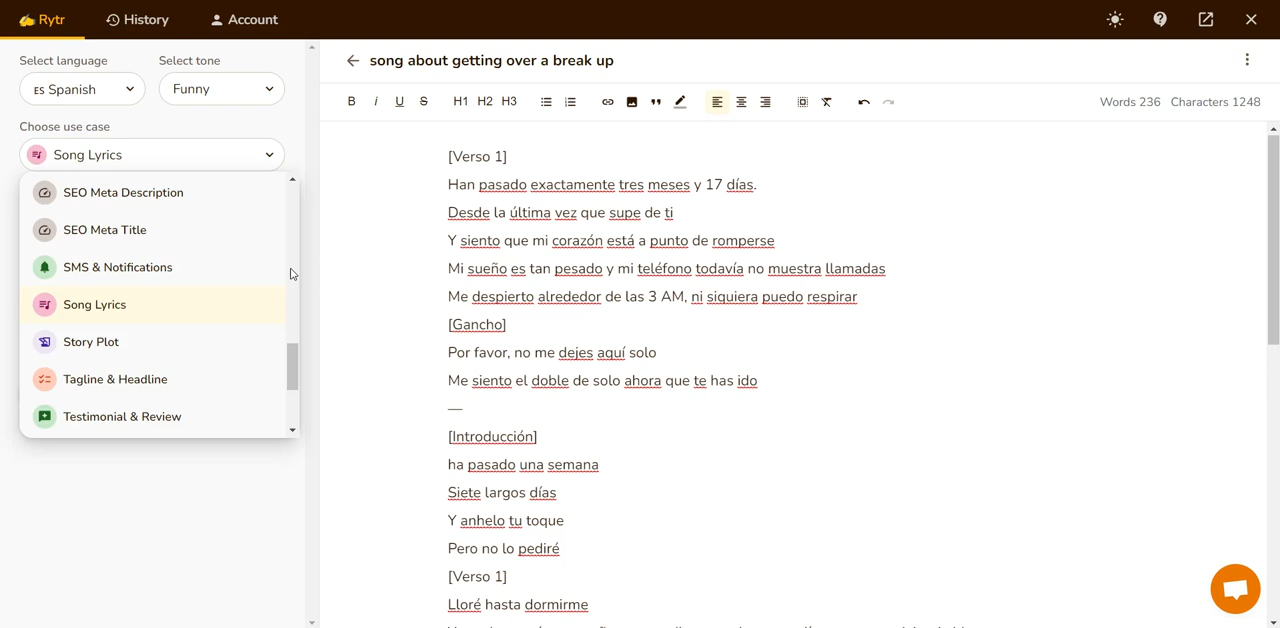 Rytr
History
Account
Select language
Select tone
ES Spanish
Funny
Choose use case
Song Lyrics
SEO Meta Description
SEO Meta Title
SMS & Notifications
Song Lyrics
Story Plot
Tagline & Headline
Testimonial & Review
song about getting over a break up
B i U S H1 H2 H3
Words 236 Characters 1248
[Verso 1]
Han pasado exactamente tres meses y 17 días.
Desde la última vez que supe de ti
Y siento que mi corazón está a punto de romperse
Mi sueño es tan pesado y mi teléfono todavía no muestra llamadas
Me despierto alrededor de las 3 AM, ni siquiera puedo respirar
[Gancho]
Por favor, no me dejes aquí solo
Me siento el doble de solo ahora que te has ido
—
[Introducción]
ha pasado una semana
Siete largos días
Y anhelo tu toque
Pero no lo pediré
[Verso 1]
Lloré hasta dormirme